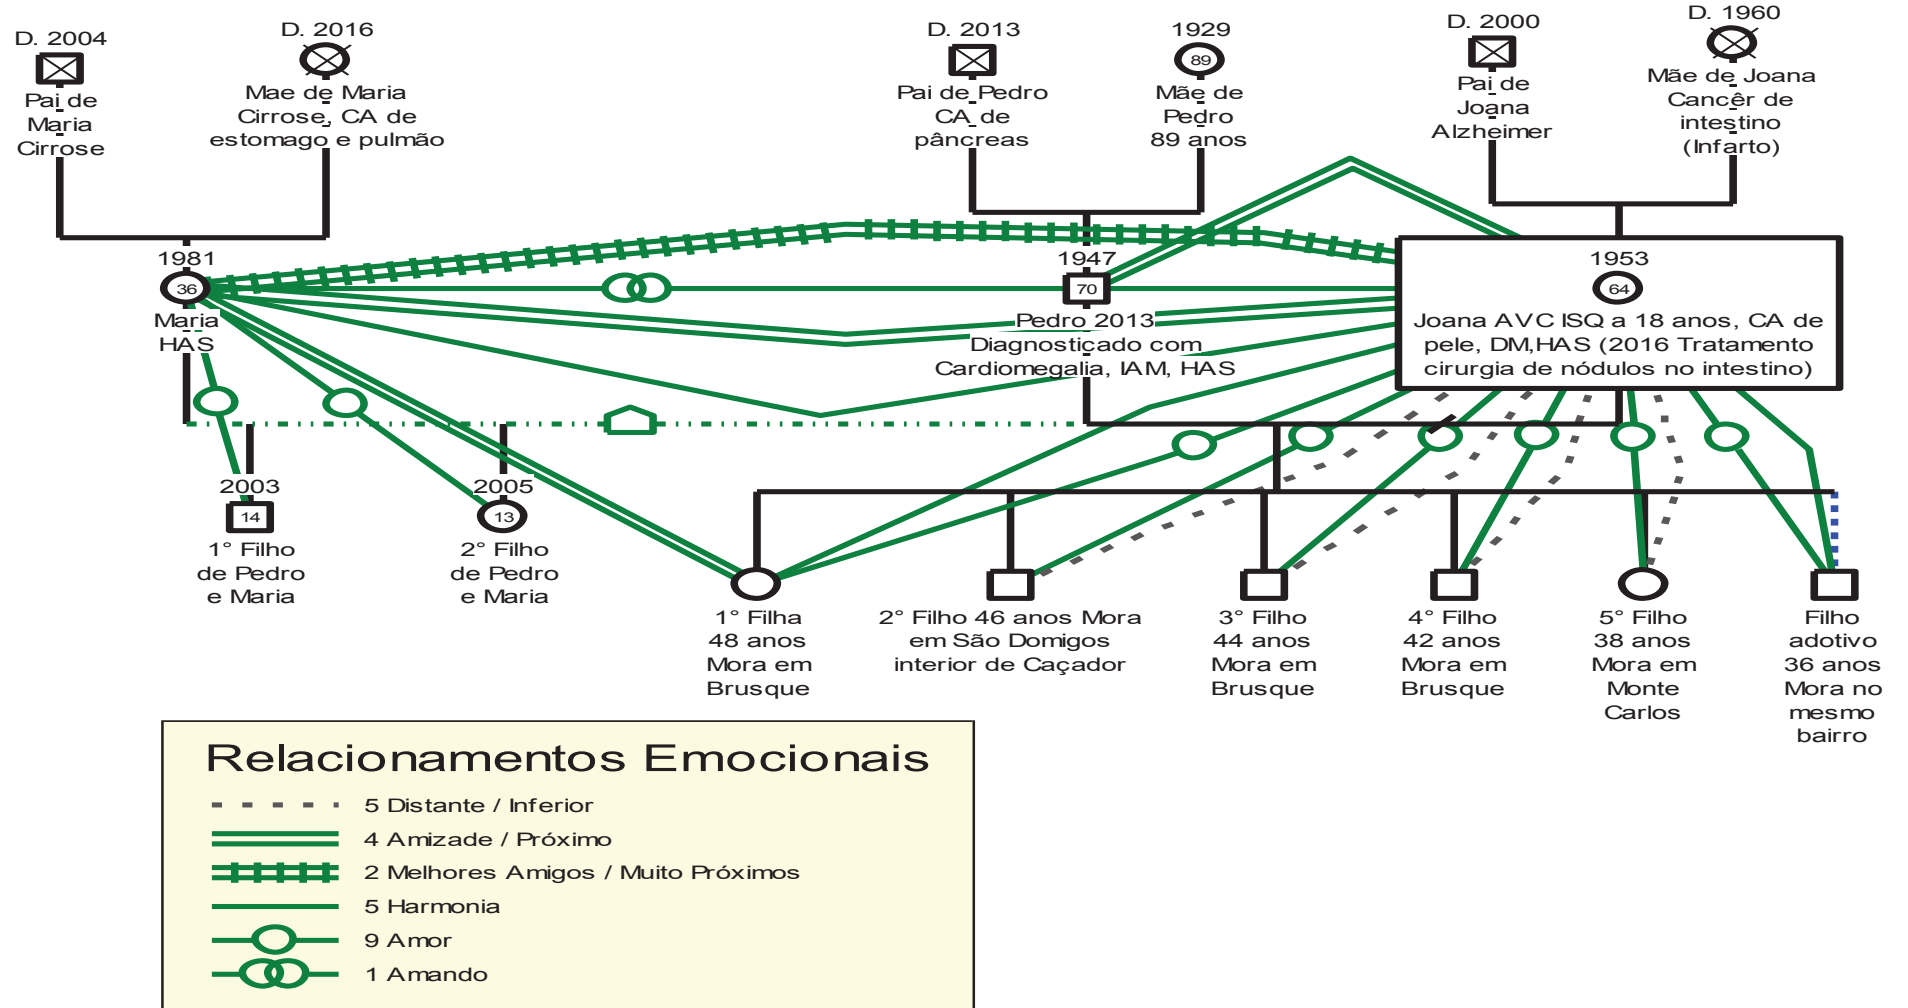 D. 2004
Pai de
Maria
Cirrose
D. 2016
Mae de Maria
Cirrose, CA de
estomago e pulmão
D. 2013
Pai de Pedro
CA de
pâncreas
1929
89
Mãe de
Pedro
89 anos
D. 2000
Pai de
Joana
Alzheimer
D. 1960
Mãe de Joana
Cancêr de
intestino
(Infarto)
1981
36
Maria
HAS
1947
70
Pedro 2013
Diagnosticado com
Cardiomegalia, IAM, HAS
1953
64
Joana AVC ISQ a 18 anos, CA de
pele, DM,HAS (2016 Tratamento
cirurgia de nódulos no intestino)
2003
14
1° Filho
de Pedro
e Maria
2005
13
2° Filho
de Pedro
e Maria
1° Filha
48 anos
Mora em
Brusque
2° Filho 46 anos Mora
em São Domigos
interior de Caçador
3° Filho
44 anos
Mora em
Brusque
4° Filho
42 anos
Mora em
Brusque
5° Filho
38 anos
Mora em
Monte
Carlos
Filho
adotivo
36 anos
Mora no
mesmo
bairro
Relacionamentos Emocionais
5 Distante / Inferior
4 Amizade / Próximo
2 Melhores Amigos / Muito Próximos
5 Harmonia
9 Amor
1 Amando